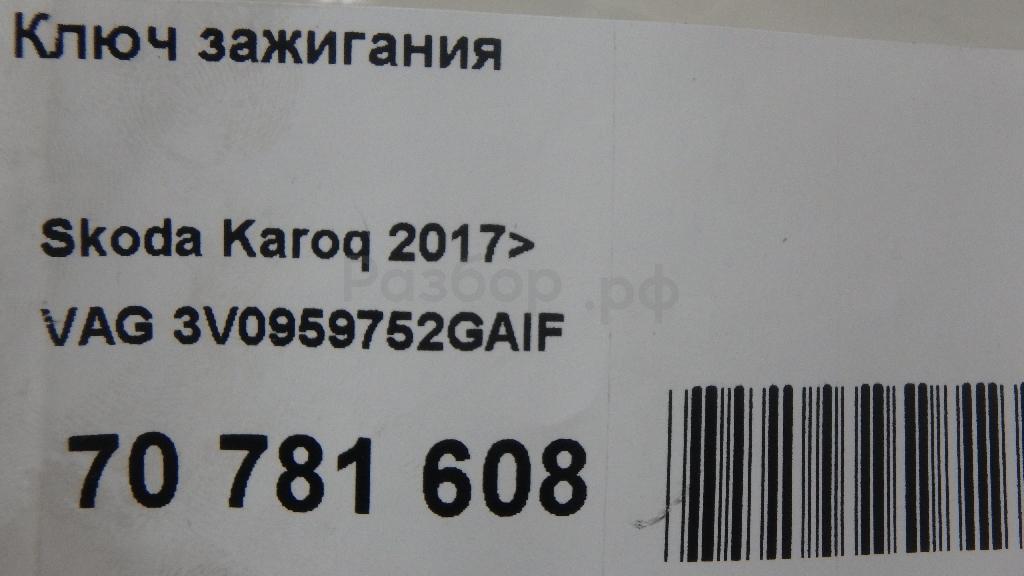 Ключ зажигания
Skoda Karoq 2017>
Разбор.рф
VAG 3V0959752GAIF
70 781 608